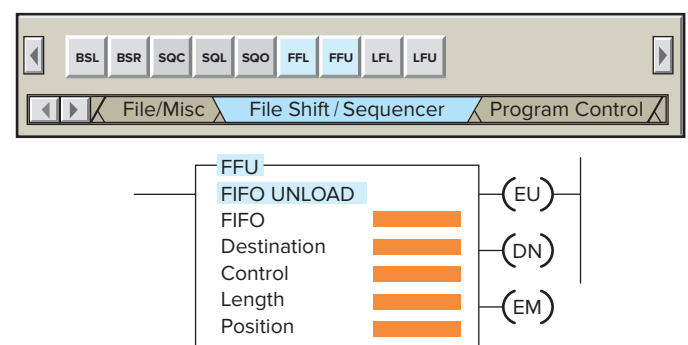 BSL BSR SQC SQL SQO FFL FFU LFL LFU
File/Misc File Shift/Sequencer Program Control
FFU
FIFO UNLOAD
FIFO
Destination
Control
Length
Position
EU
DN
EM